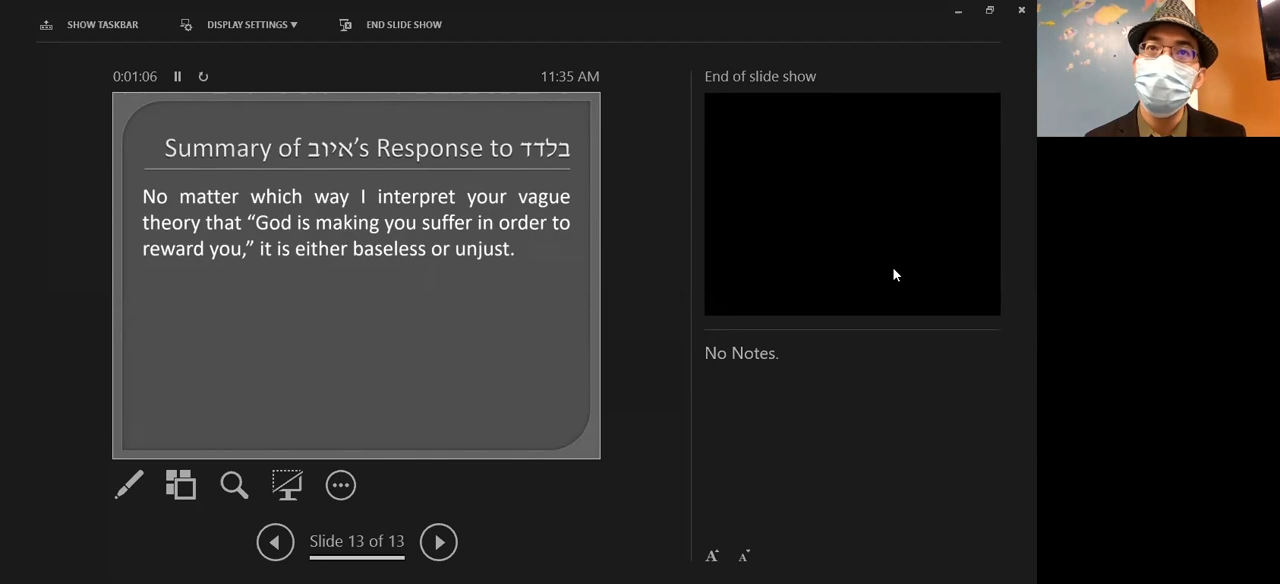 SHOW TASKBAR
DISPLAY SETTINGS ▼
END SLIDE SHOW
0:01:06
11:35 AM
Summary of איוב’s Response to בלדד
No matter which way I interpret your vague
theory that “God is making you suffer in order to
reward you,” it is either baseless or unjust.
Slide 13 of 13
End of slide show
No Notes.
A A